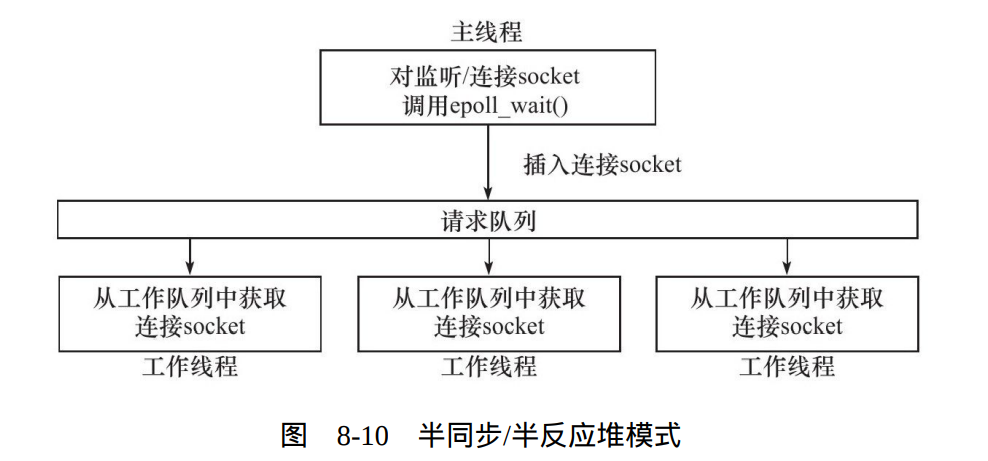 主线程
对监听/连接socket
调用epoll_wait()
插入连接socket
请求队列
从工作队列中获取
连接socket
工作线程
从工作队列中获取
连接socket
工作线程
从工作队列中获取
连接socket
工作线程
图 8-10 半同步/半反应堆模式